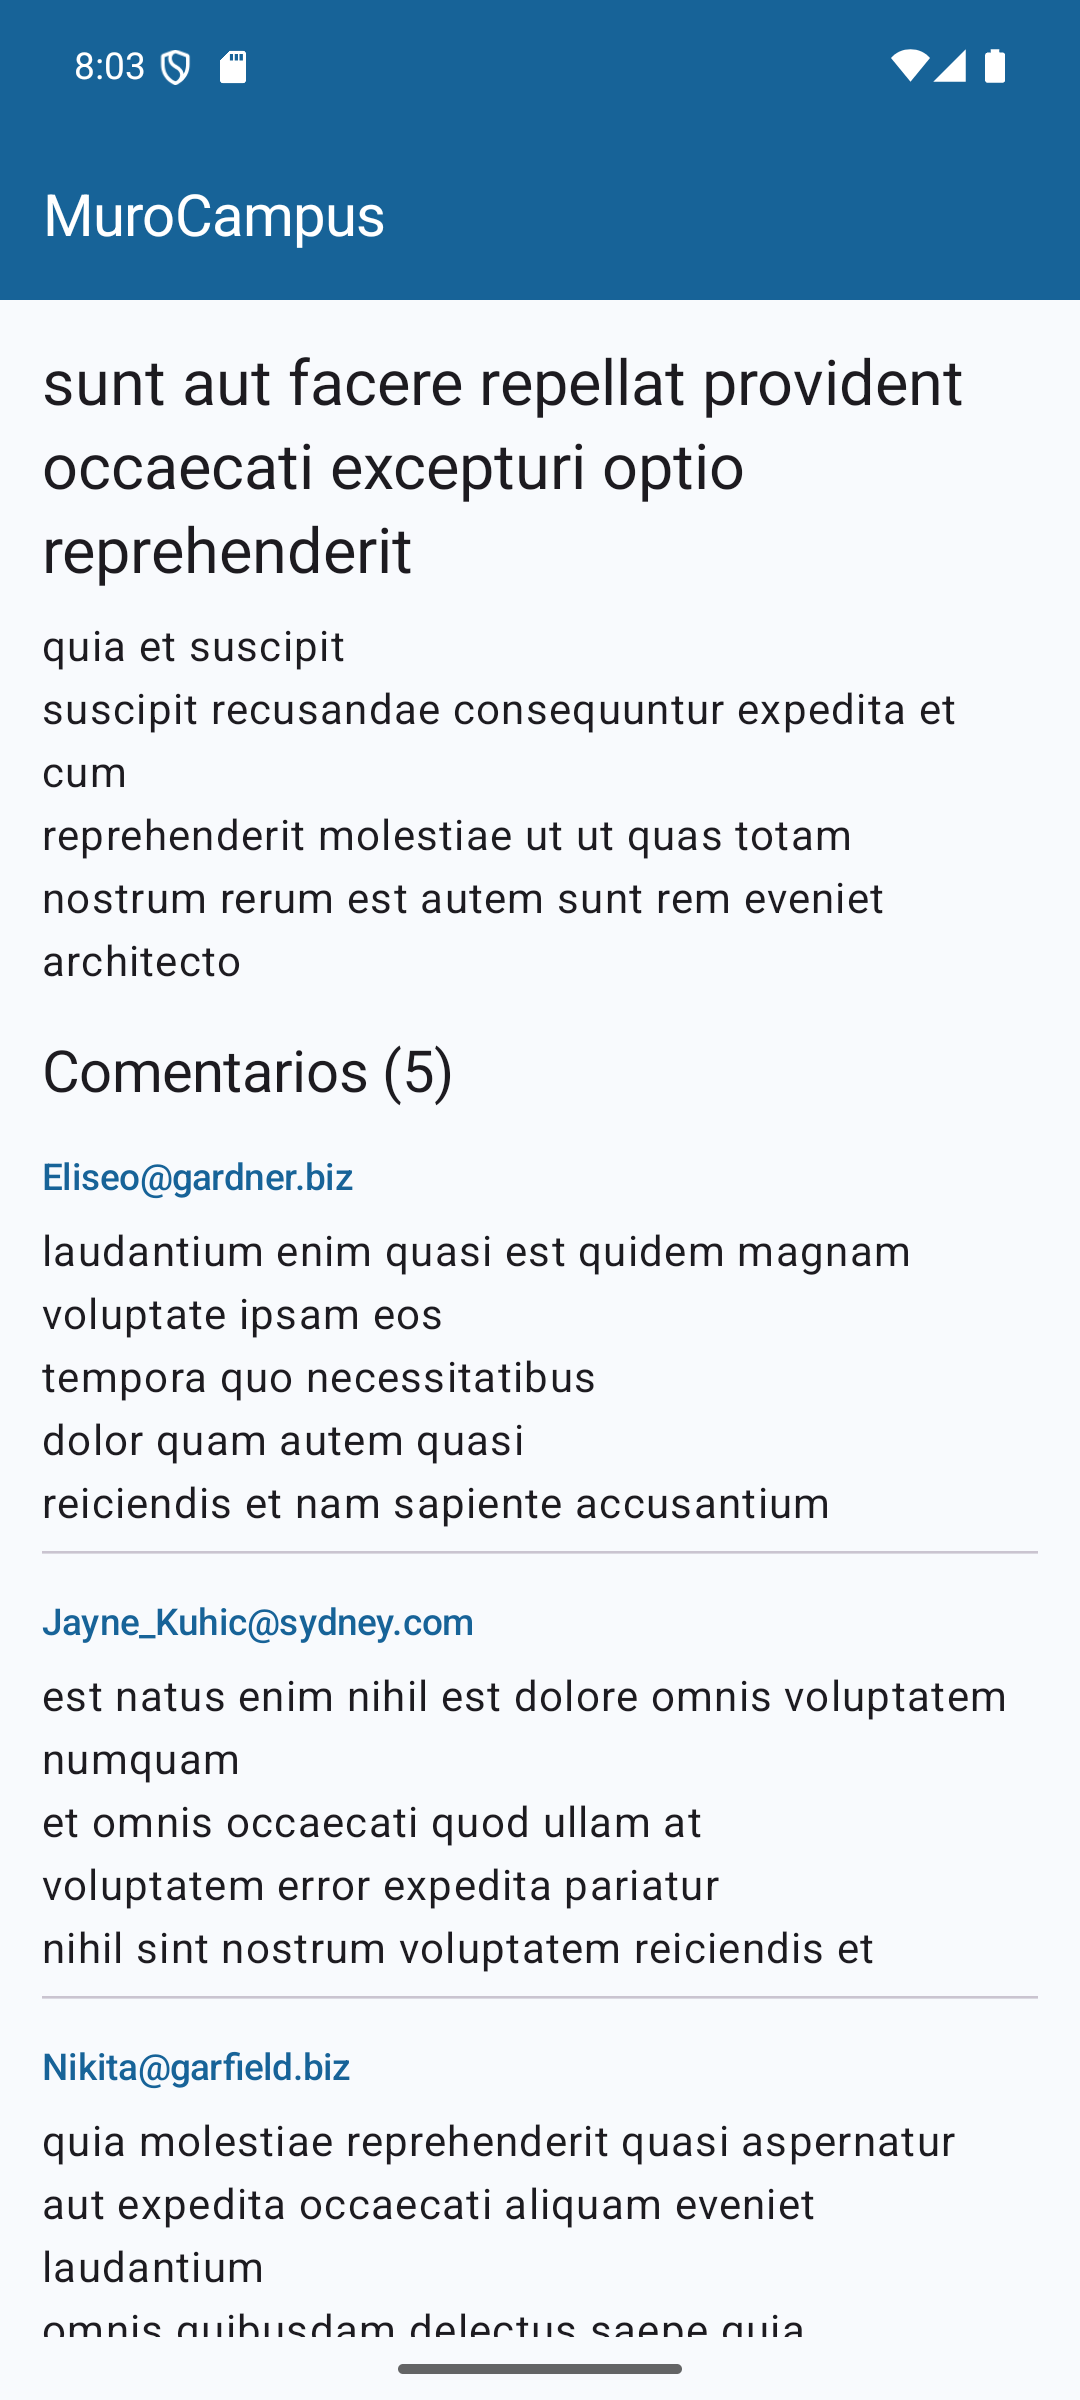 8:03
MuroCampus
sunt aut facere repellat provident
occaecati excepturi optio
reprehenderit
quia et suscipit
suscipit recusandae consequuntur expedita et
cum
reprehenderit molestiae ut ut quas totam
nostrum rerum est autem sunt rem eveniet
architecto
Comentarios (5)
Eliseo@gardner.biz
laudantium enim quasi est quidem magnam
voluptate ipsam eos
tempora quo necessitatibus
dolor quam autem quasi
reiciendis et nam sapiente accusantium
Jayne_Kuhic@sydney.com
est natus enim nihil est dolore omnis voluptatem
numquam
et omnis occaecati quod ullam at
voluptatem error expedita pariatur
nihil sint nostrum voluptatem reiciendis et
Nikita@garfield.biz
quia molestiae reprehenderit quasi aspernatur
aut expedita occaecati aliquam eveniet
laudantium
omnis quibusdam delectus saepe quia